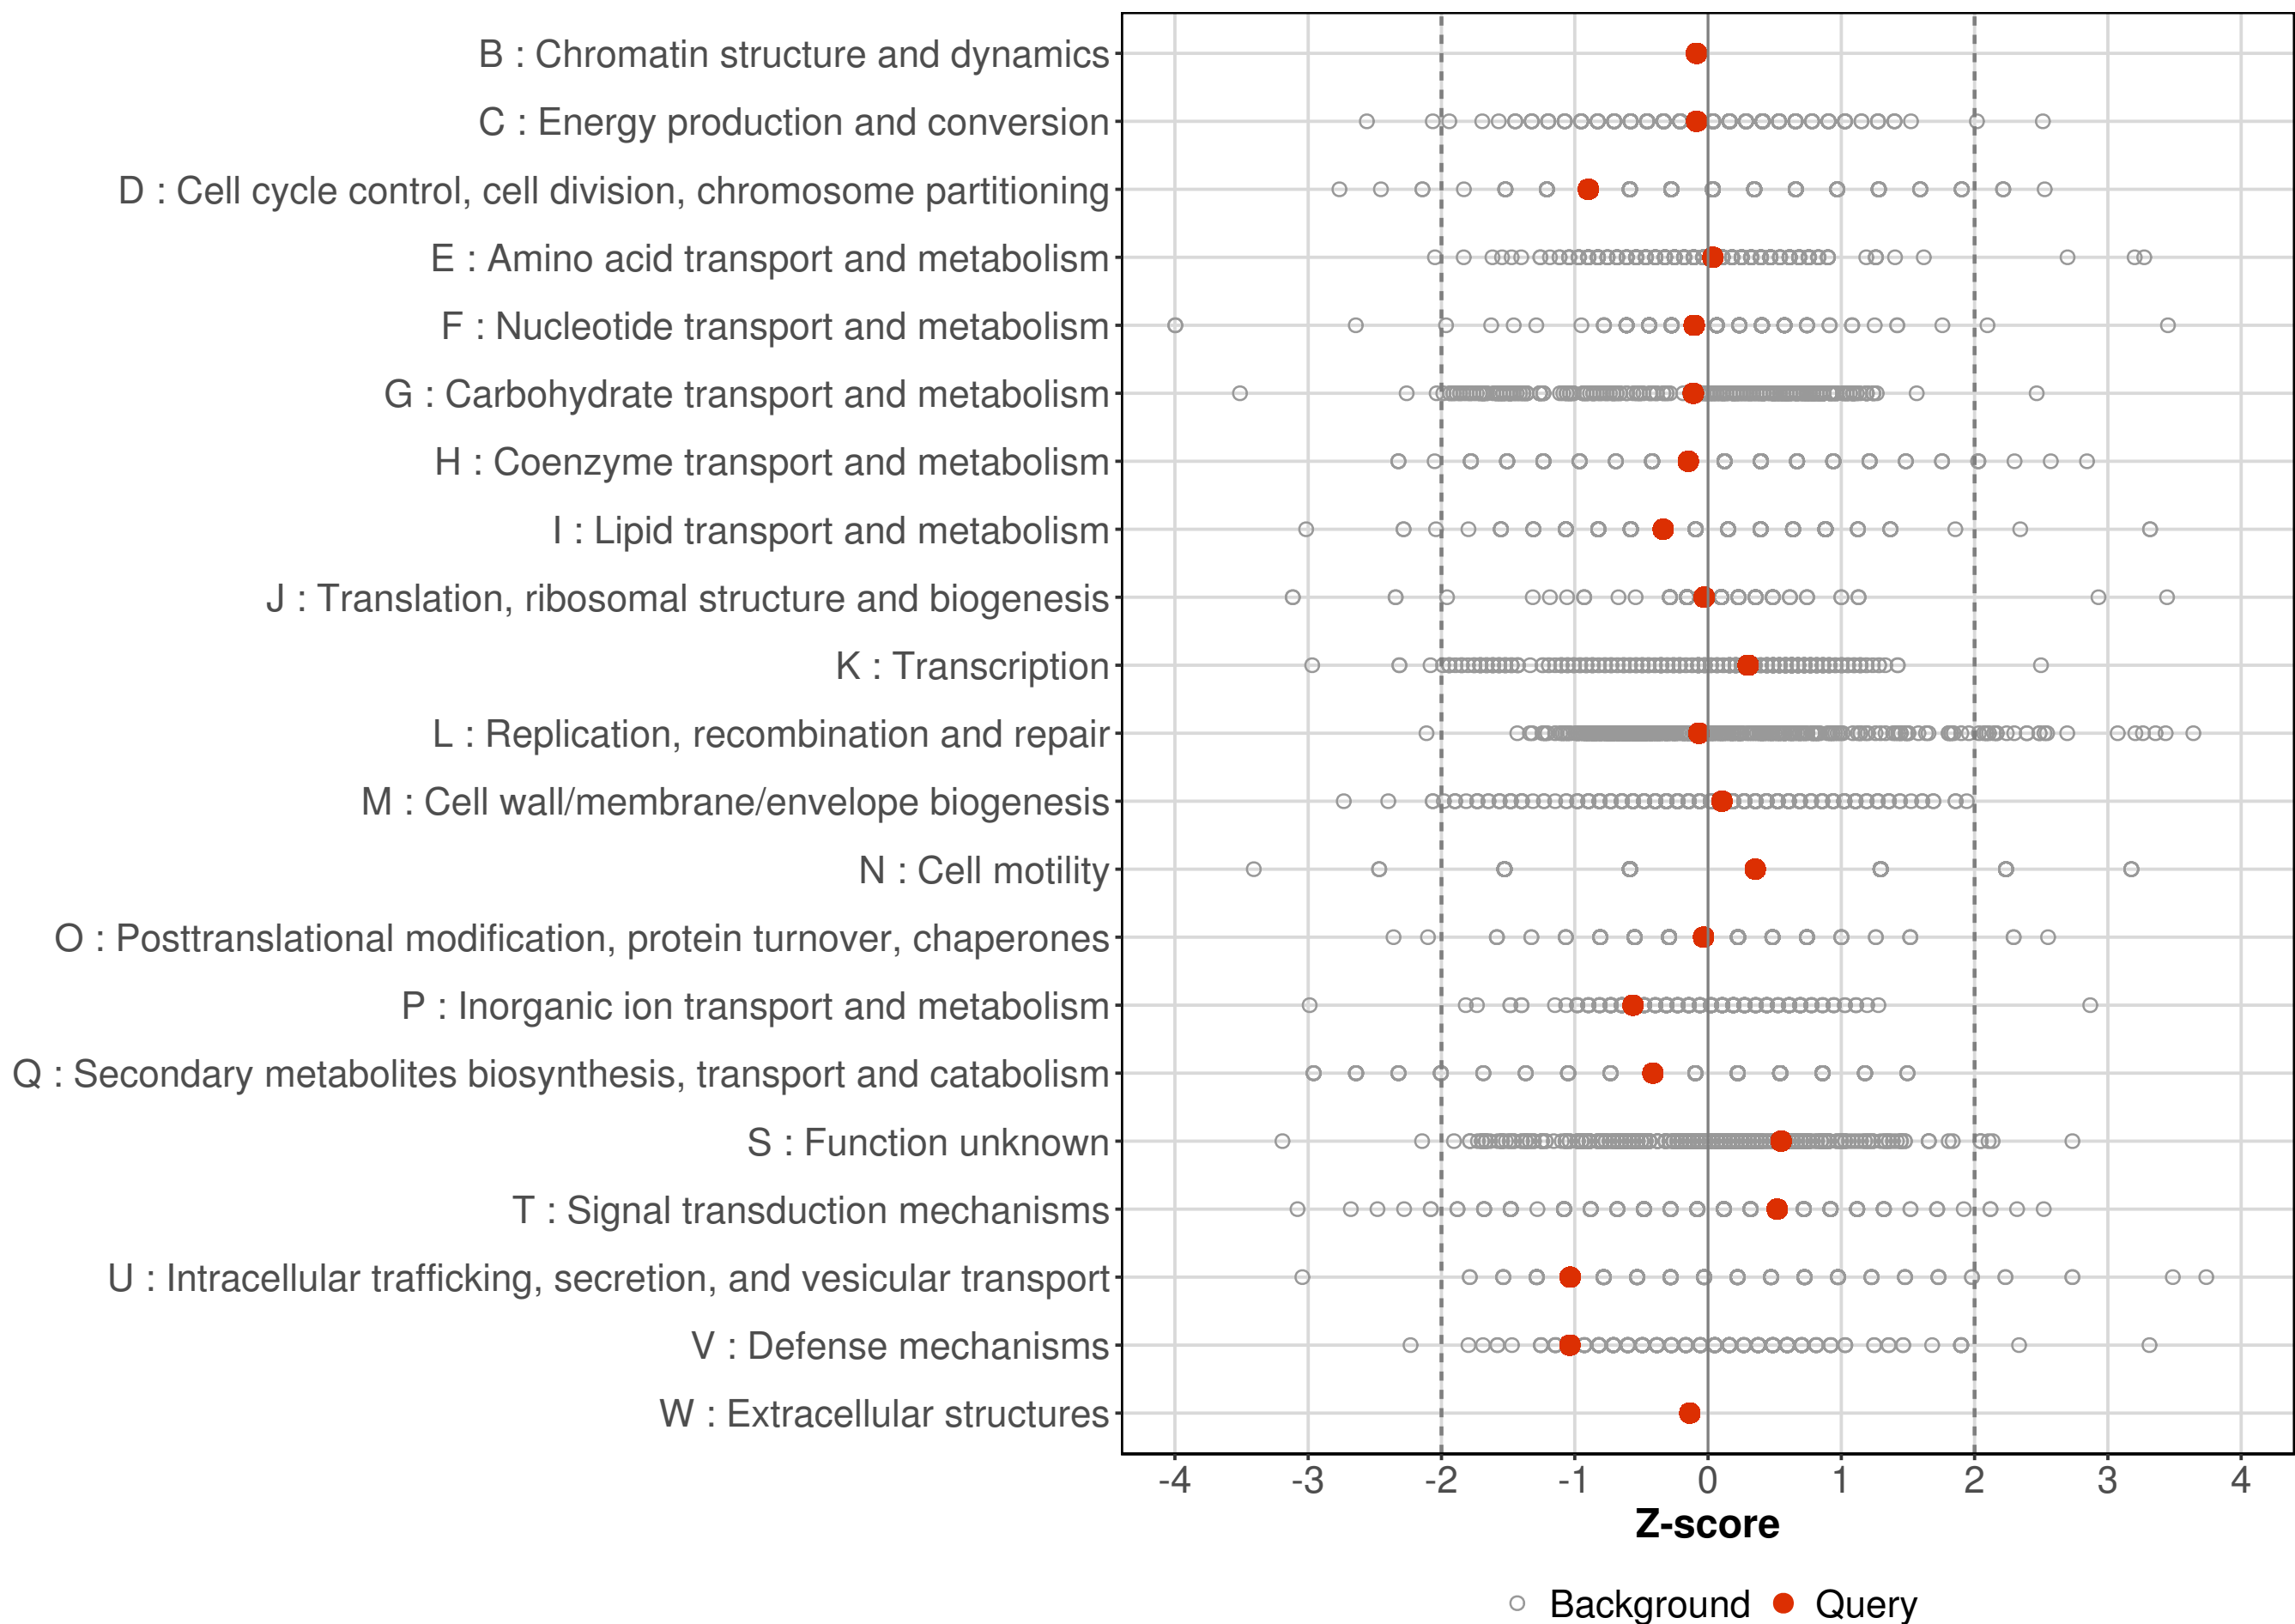 B : Chromatin structure and dynamics
C : Energy production and conversion
D : Cell cycle control, cell division, chromosome partitioning
E : Amino acid transport and metabolism
F : Nucleotide transport and metabolism
G : Carbohydrate transport and metabolism
H : Coenzyme transport and metabolism
I : Lipid transport and metabolism
J : Translation, ribosomal structure and biogenesis
K : Transcription
L : Replication, recombination and repair
M : Cell wall/membrane/envelope biogenesis
N : Cell motility
O : Posttranslational modification, protein turnover, chaperones
P : Inorganic ion transport and metabolism
Q : Secondary metabolites biosynthesis, transport and catabolism
S : Function unknown
T : Signal transduction mechanisms
U : Intracellular trafficking, secretion, and vesicular transport
V : Defense mechanisms
W : Extracellular structures
-4 -3 -2 -1 0 1 2 3 4
Z-score
Background Query